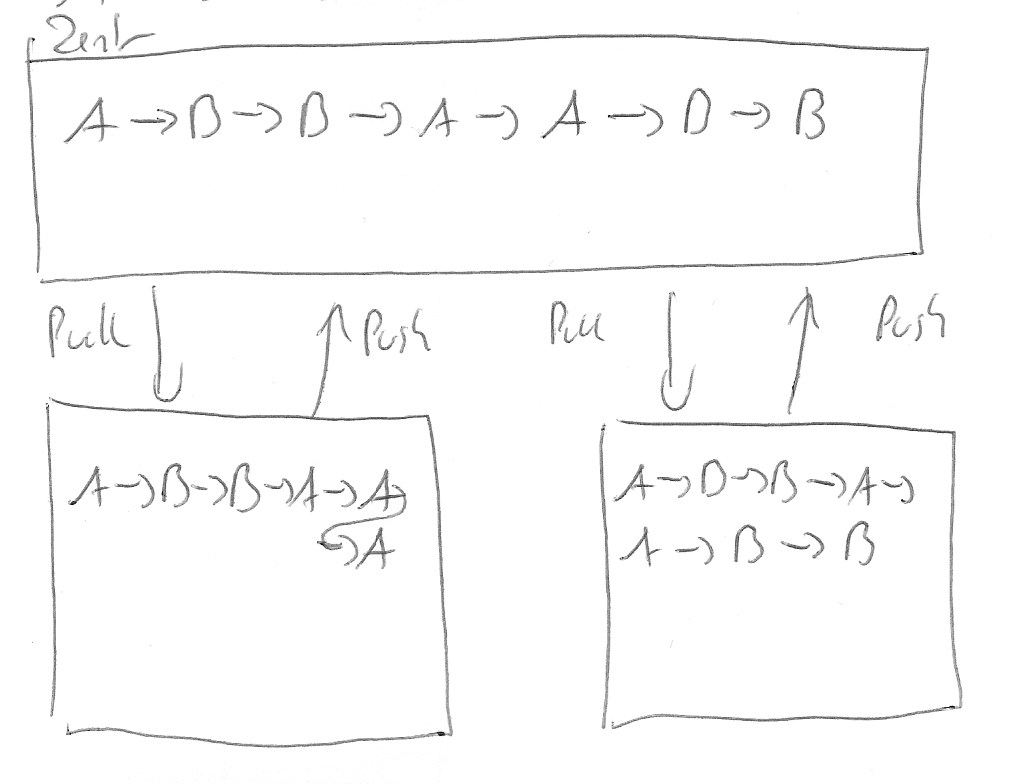 Zentr
A → B → B → A → A → B → B
Pull Push Pull Push
A → B → B → A → A
→ A
A → B → B → A →
A → B → B